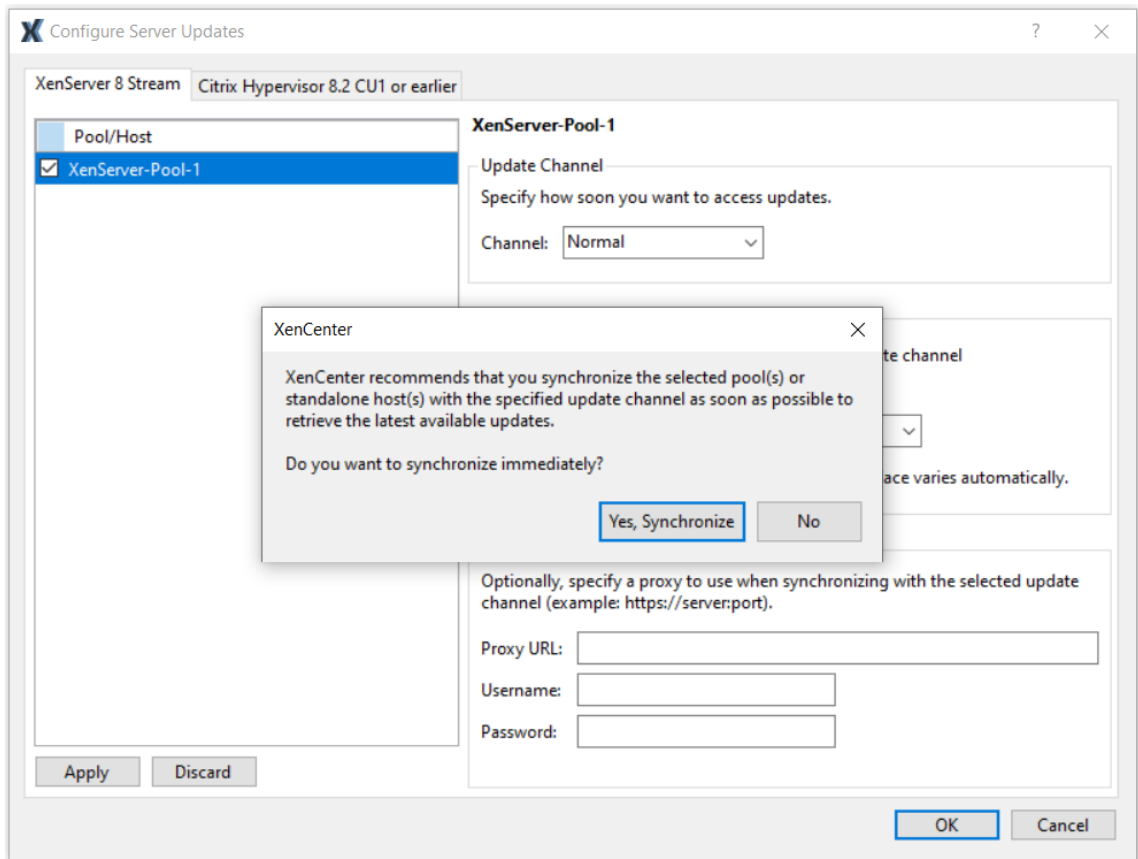 Configure Server Updates
?
XenServer 8 Stream
Citrix Hypervisor 8.2 CU1 or earlier
Pool/Host
XenServer-Pool-1
XenServer-Pool-1
Update Channel
Specify how soon you want to access updates.
Channel: Normal
XenCenter
XenCenter recommends that you synchronize the selected pool(s) or
standalone host(s) with the specified update channel as soon as possible to
retrieve the latest available updates.
Do you want to synchronize immediately?
Yes, Synchronize
No
channel
varies automatically.
Optionally, specify a proxy to use when synchronizing with the selected update
channel (example: https://server:port).
Proxy URL:
Username:
Password:
Apply
Discard
OK
Cancel